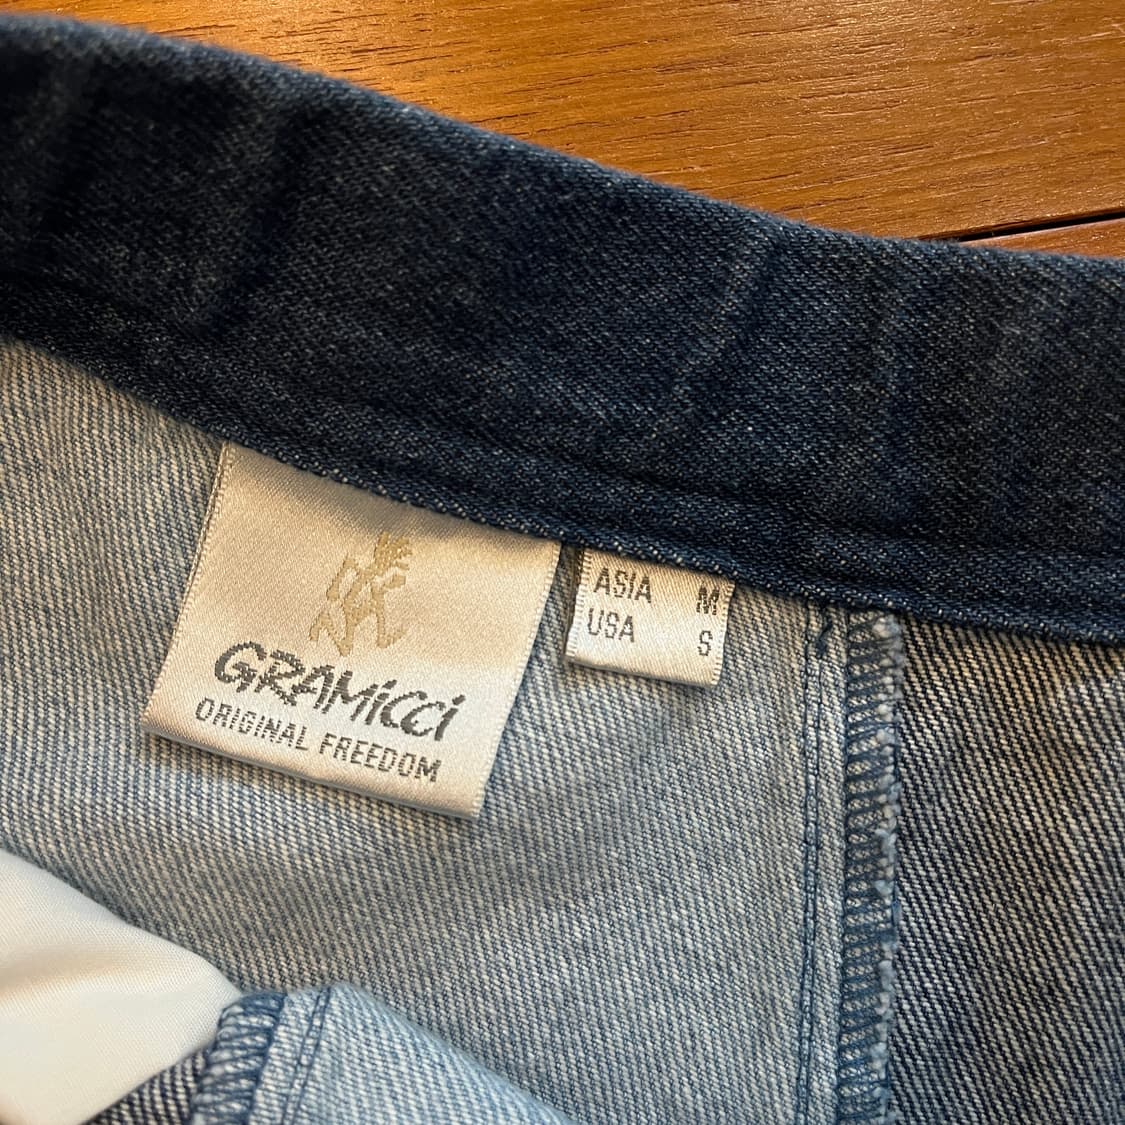 GRAMiCCi
ORIGINAL FREEDOM
ASIA M
USA S